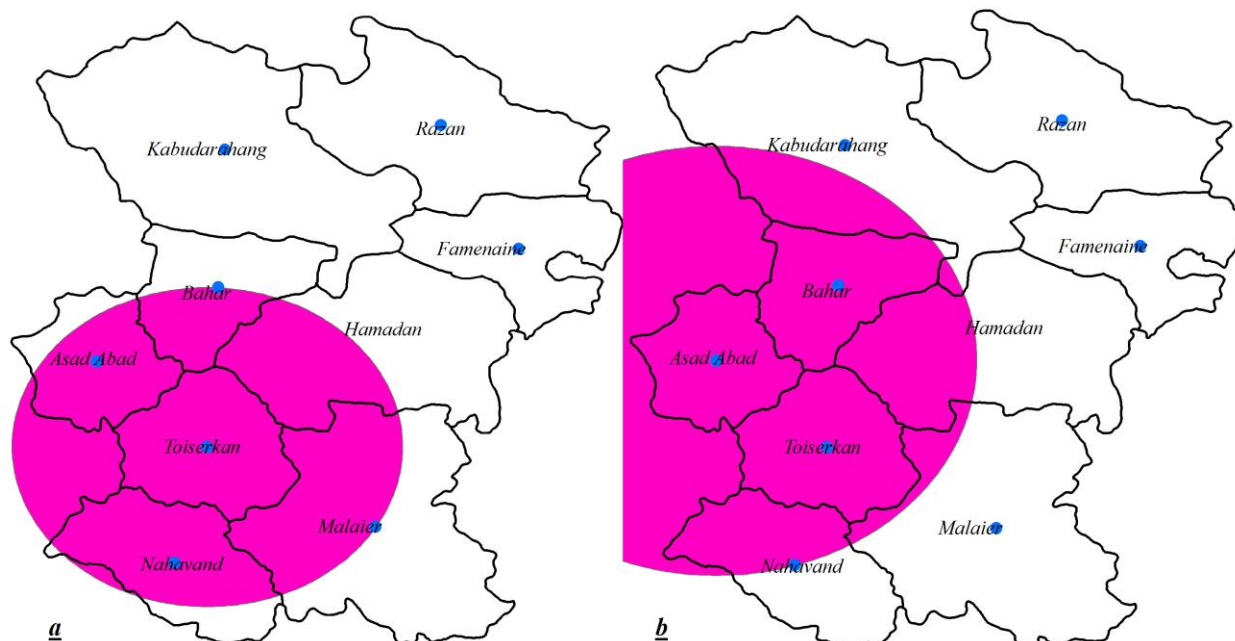 Razan
Kabudarahang
Famenaine
Bahar
Hamadan
Asad Abad
Toiserkan
Malaier
Nahavand
a
Razan
Kabudarahang
Famenaine
Bahar
Hamadan
Asad Abad
Toiserkan
Malaier
Nahavand
b